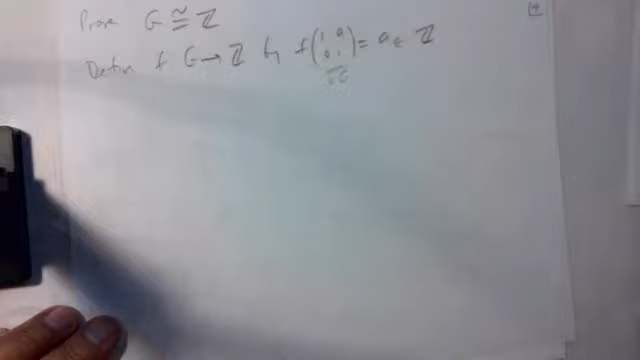 Prove G ≅ ℤ
Define f G → ℤ by f(1 a
0 1) = a ∈ ℤ
∈ G